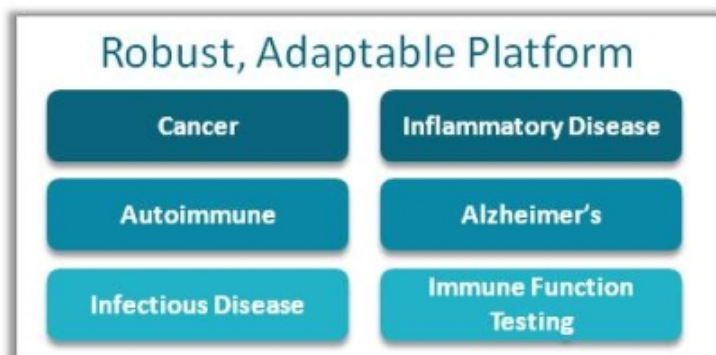 Robust, Adaptable Platform
Cancer
Inflammatory Disease
Autoimmune
Alzheimer's
Infectious Disease
Immune Function
Testing